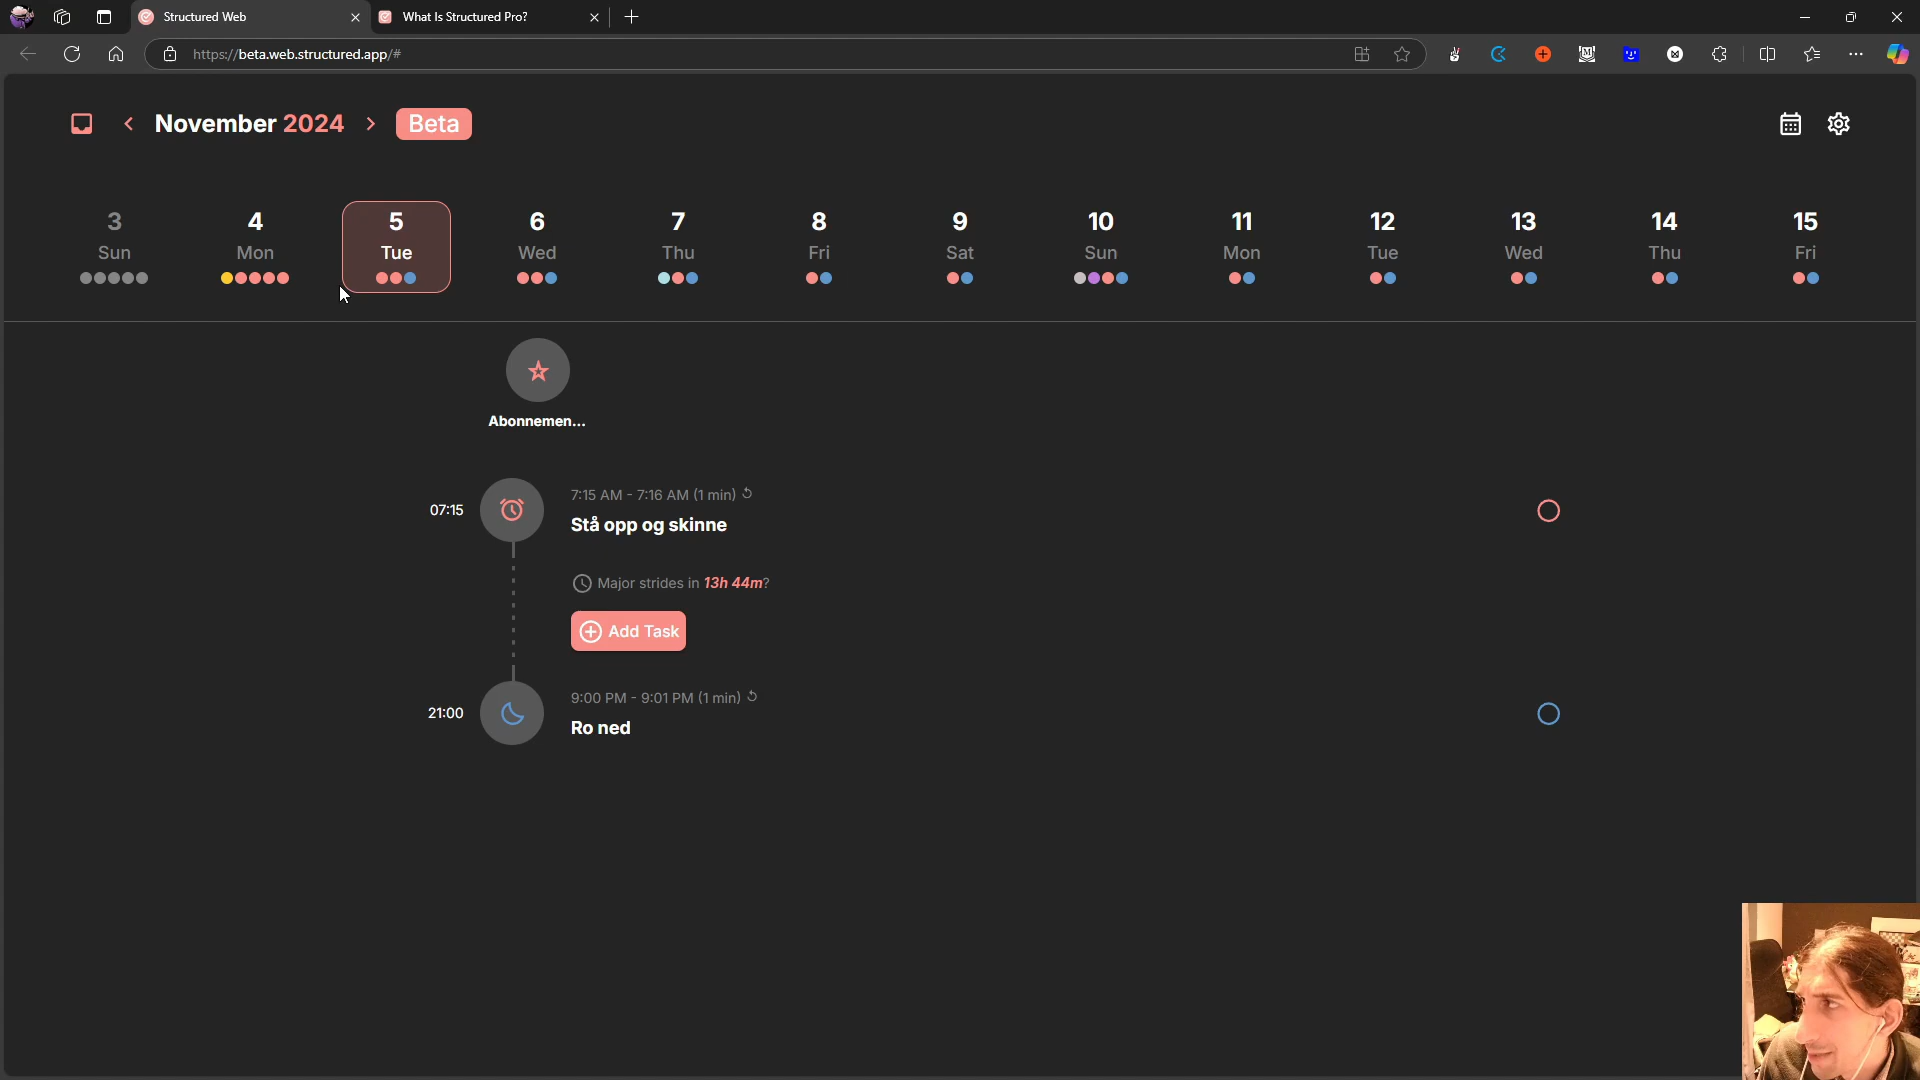 Structured Web
What Is Structured Pro?
https://beta.web.structured.app/#
November 2024
Beta
3 4 5 6 7 8 9 10 11 12 13 14 15
Sun Mon Tue Wed Thu Fri Sat Sun Mon Tue Wed Thu Fri
Abonnemen...
7:15 AM - 7:16 AM (1 min)
07:15
Stå opp og skinne
Major strides in 13h 44m?
Add Task
9:00 PM - 9:01 PM (1 min)
21:00
Ro ned